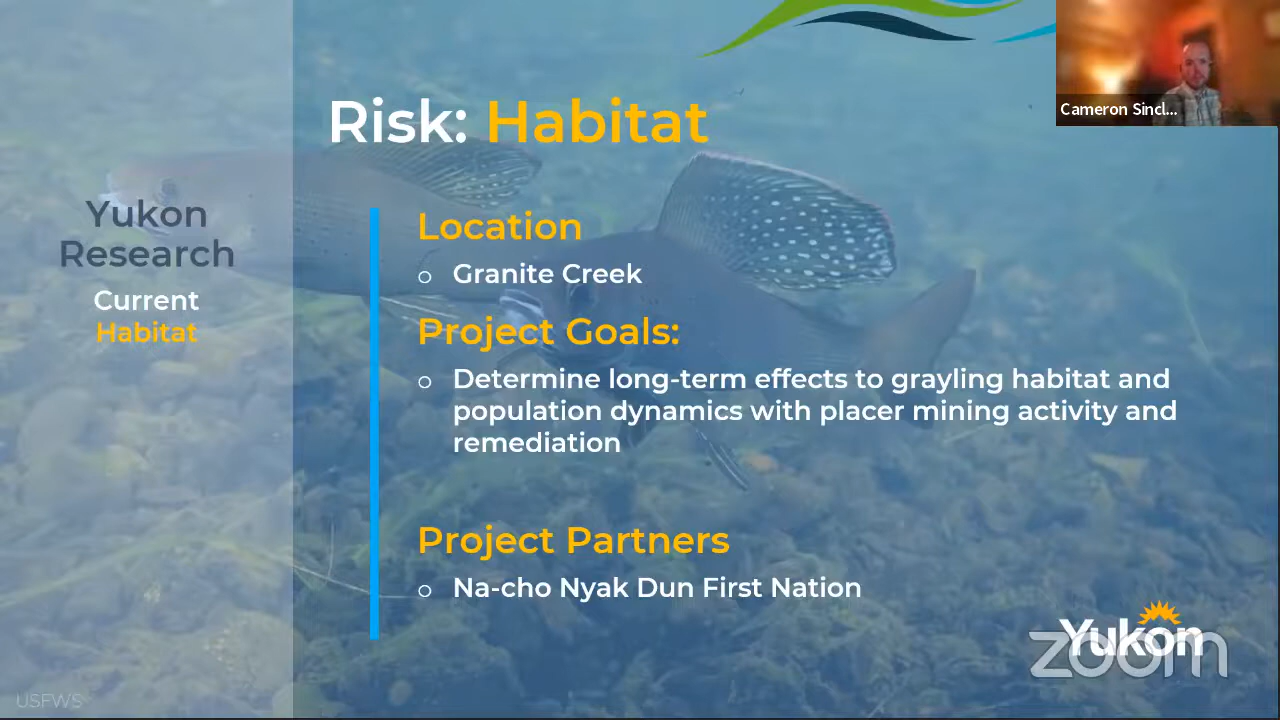 Cameron Sincl...
Risk: Habitat
Yukon
Research
Current
Habitat
Location
o Granite Creek
Project Goals:
o Determine long-term effects to grayling habitat and
population dynamics with placer mining activity and
remediation
Project Partners
o Na-cho Nyak Dun First Nation
Yukon
zoom
USFWS